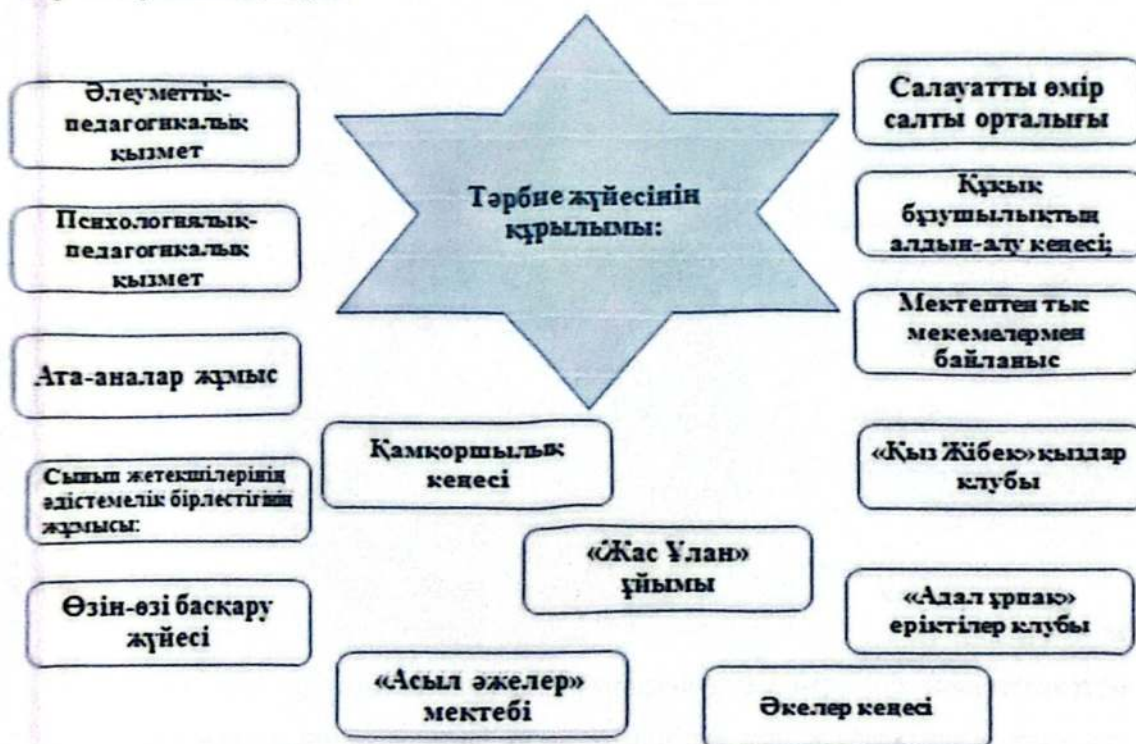 Тәрбие жүйесінің
құрылымы:
Әлеуметтік-
педагогикалық
қызмет
Психологиялық-
педагогикалық
қызмет
Ата-аналар жұмыс
Сынып жетекшілерінің
әдістемелік бірлестігінің
жұмысы:
Өзін-өзі басқару
жүйесі
Қамқоршылық
кеңесі
«Жас Ұлан»
ұйымы
«Асыл әжелер»
мектебі
Әкелер кеңесі
Салауатты өмір
салты орталығы
Құқық
бұзушылықтың
алдын-алу кеңесі;
Мектептен тыс
мекемелермен
байланыс
«Қыз Жібек» қыздар
клубы
«Адал ұрпақ»
еріктілер клубы